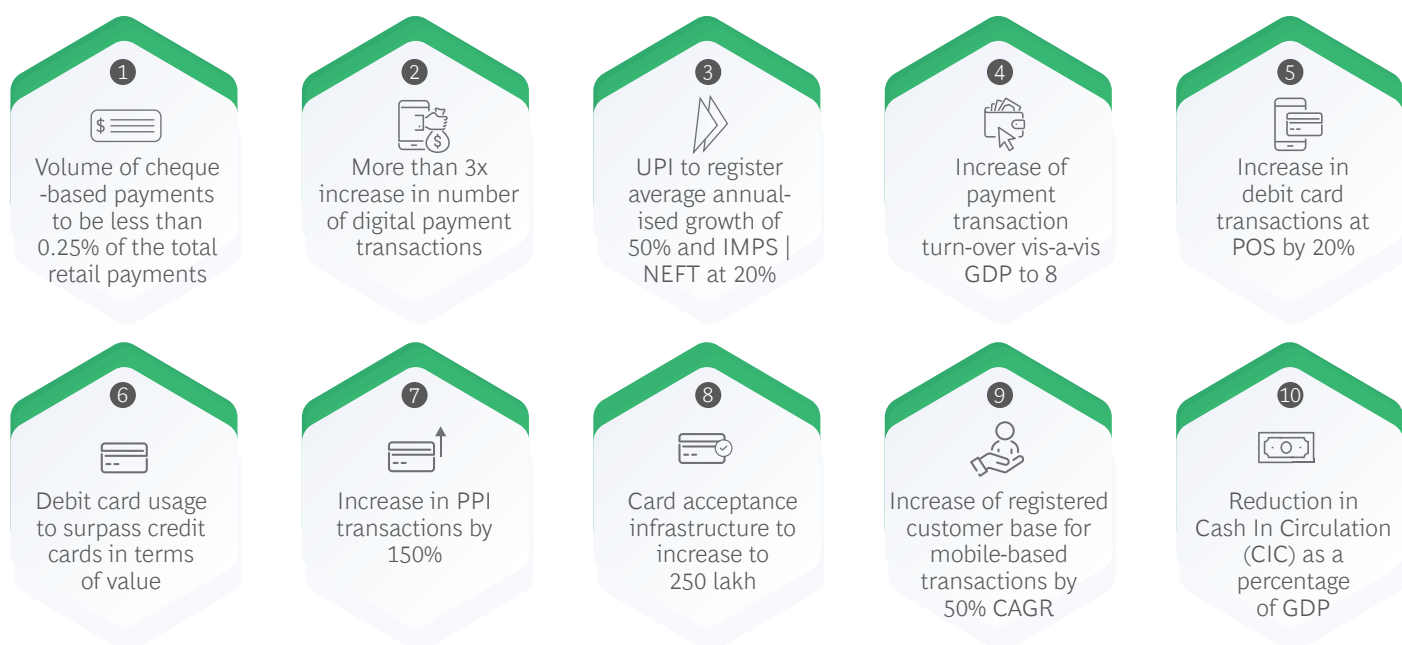 1
$
Volume of cheque
-based payments
to be less than
0.25% of the total
retail payments
2
$
More than 3x
increase in number
of digital payment
transactions
3
UPI to register
average annual-
ised growth of
50% and IMPS |
NEFT at 20%
4
Increase of
payment
transaction
turn-over vis-a-vis
GDP to 8
5
Increase in
debit card
transactions at
POS by 20%
6
Debit card usage
to surpass credit
cards in terms
of value
7
Increase in PPI
transactions by
150%
8
Card acceptance
infrastructure to
increase to
250 lakh
9
Increase of registered
customer base for
mobile-based
transactions by
50% CAGR
10
Reduction in
Cash In Circulation
(CIC) as a
percentage
of GDP